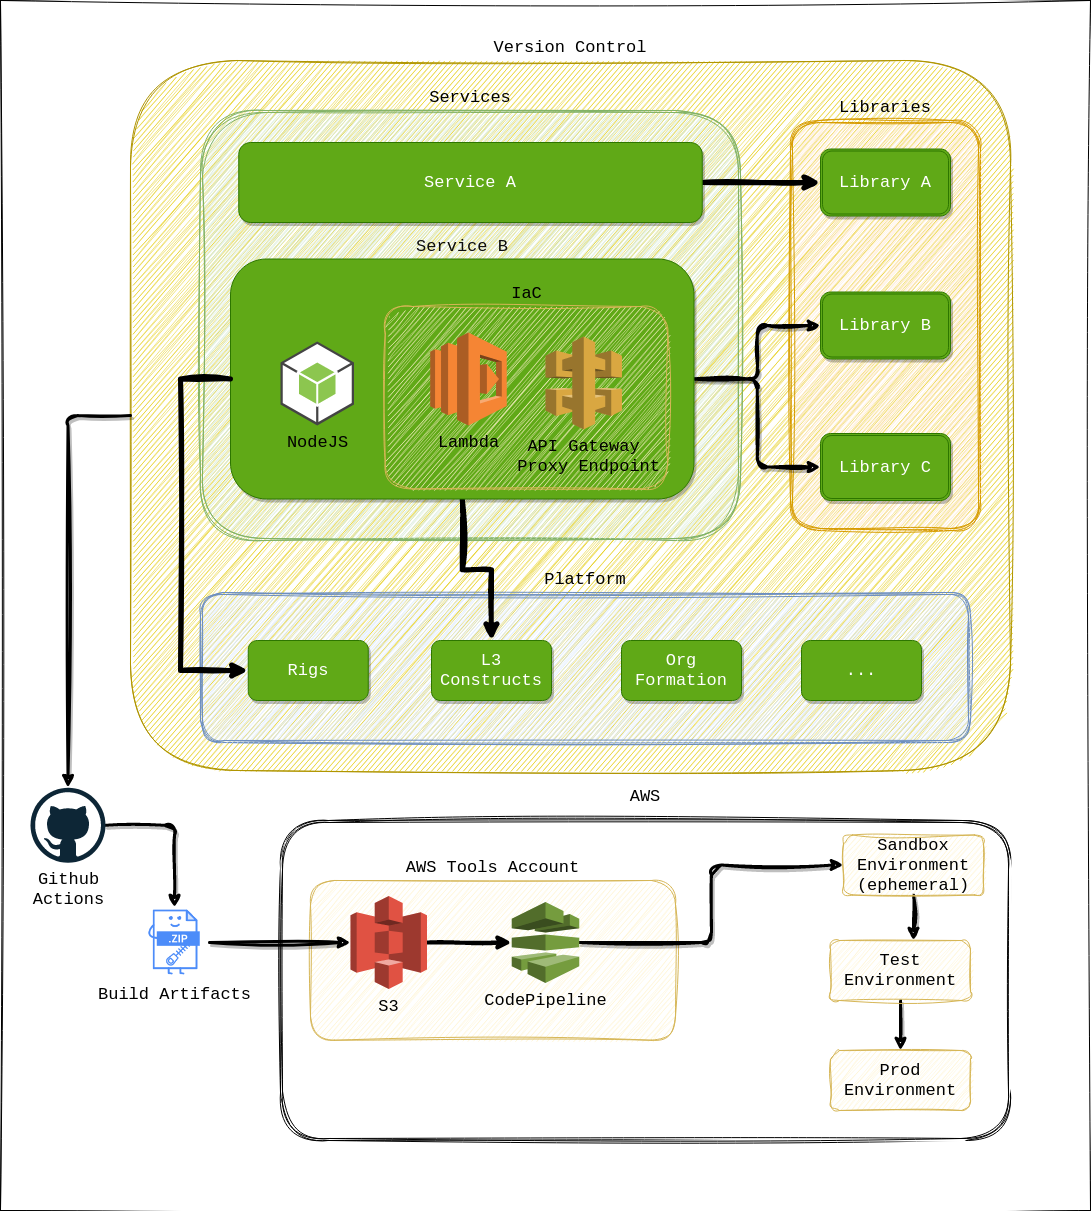 Version Control
Services
Libraries
Service A
Library A
Service B
IaC
Library B
NodeJS
Lambda
API Gateway
Proxy Endpoint
Library C
Platform
Rigs
L3
Constructs
Org
Formation
...
AWS
Github
Actions
AWS Tools Account
Sandbox
Environment
(ephemeral)
.ZIP
Build Artifacts
S3
CodePipeline
Test
Environment
Prod
Environment